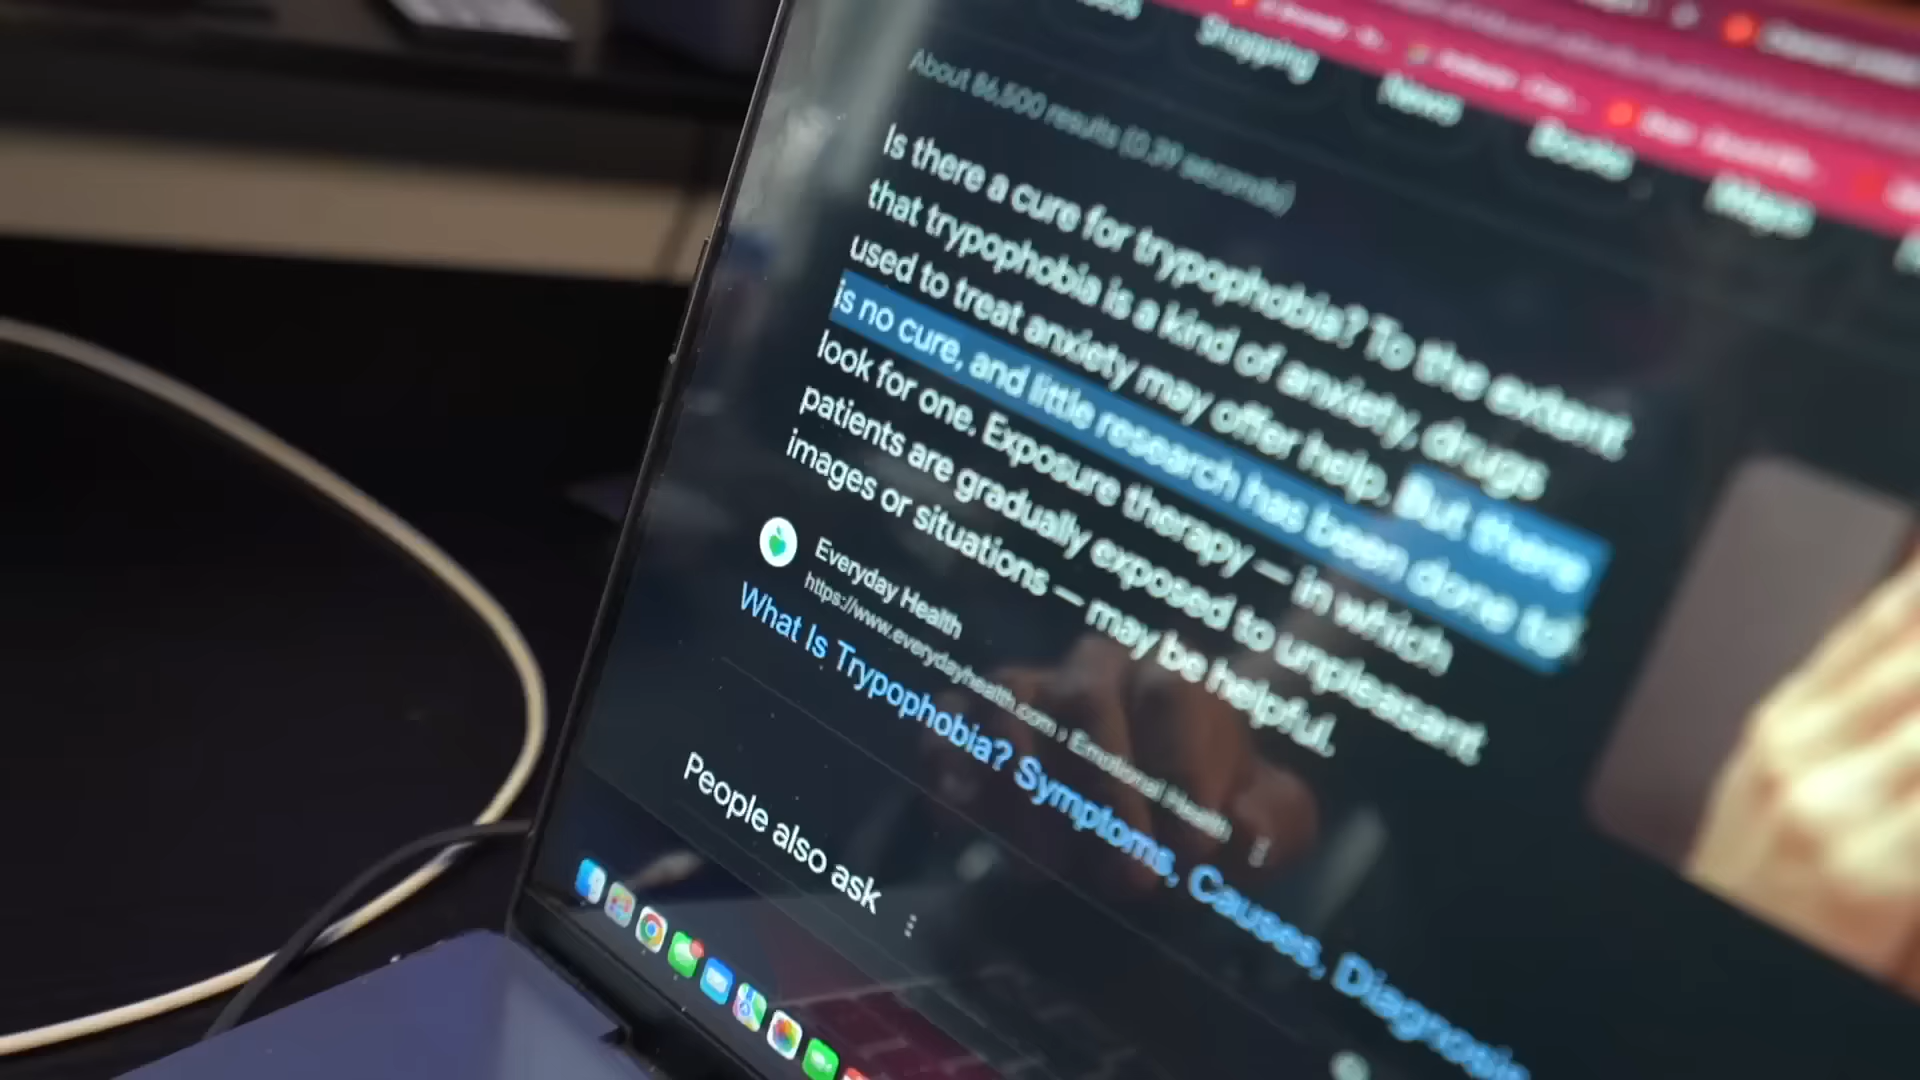 Shopping
News
Books
Maps
About 86,500 results (0.39 seconds)
Is there a cure for trypophobia? To the extent
that trypophobia is a kind of anxiety, drugs
used to treat anxiety may offer help. But there
is no cure, and little research has been done to
look for one. Exposure therapy — in which
patients are gradually exposed to unpleasant
images or situations — may be helpful.
Everyday Health
https://www.everydayhealth.com › Emotional Health
What Is Trypophobia? Symptoms, Causes, Diagnosis
People also ask